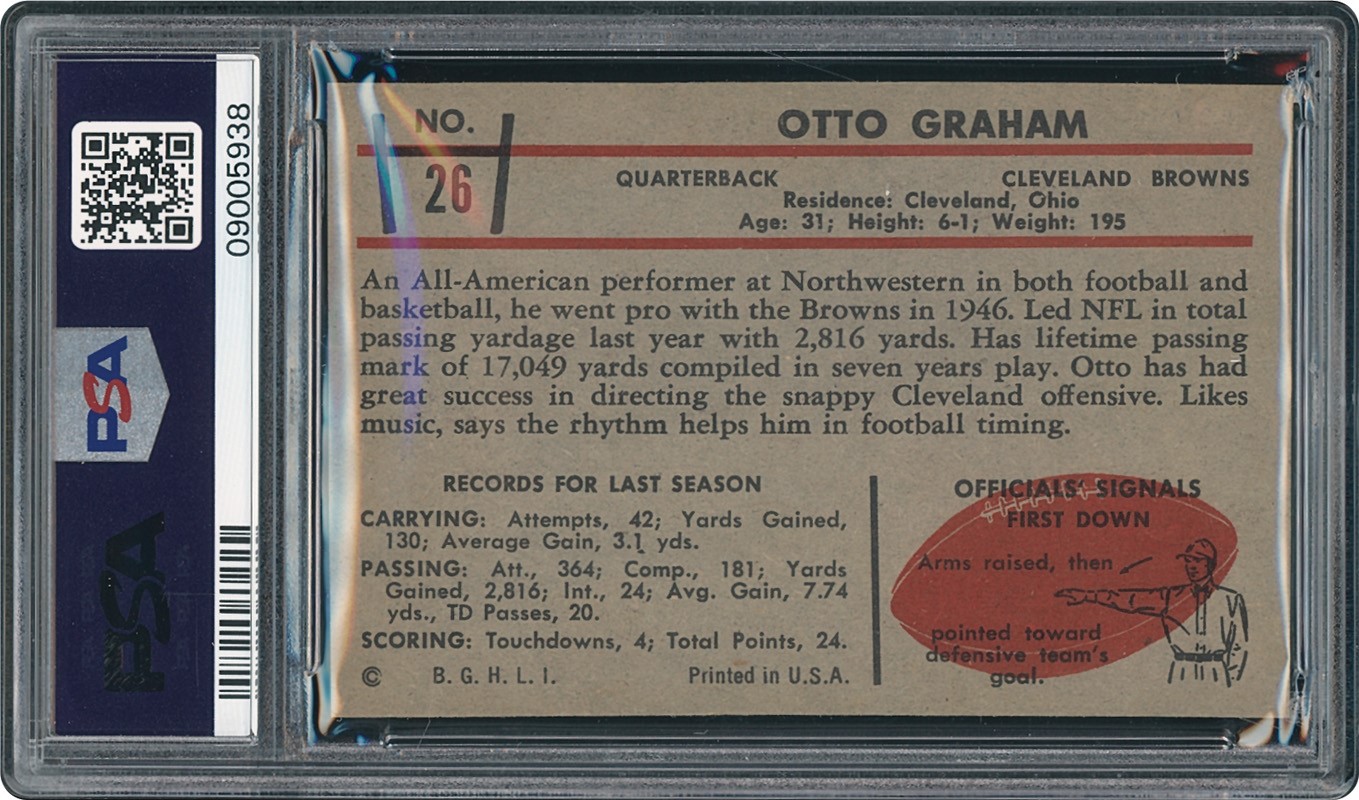 09005938
PSA
PSA
NO.
26
OTTO GRAHAM
QUARTERBACK CLEVELAND BROWNS
Residence: Cleveland, Ohio
Age: 31; Height: 6-1; Weight: 195
An All-American performer at Northwestern in both football and
basketball, he went pro with the Browns in 1946. Led NFL in total
passing yardage last year with 2,816 yards. Has lifetime passing
mark of 17,049 yards compiled in seven years play. Otto has had
great success in directing the snappy Cleveland offensive. Likes
music, says the rhythm helps him in football timing.
RECORDS FOR LAST SEASON
CARRYING: Attempts, 42; Yards Gained,
130; Average Gain, 3.1 yds.
PASSING: Att., 364; Comp., 181; Yards
Gained, 2,816; Int., 24; Avg. Gain, 7.74
yds., TD Passes, 20.
SCORING: Touchdowns, 4; Total Points, 24.
© B. G. H. L. I. Printed in U.S.A.
OFFICIALS' SIGNALS
FIRST DOWN
Arms raised, then
pointed toward
defensive team's
goal.